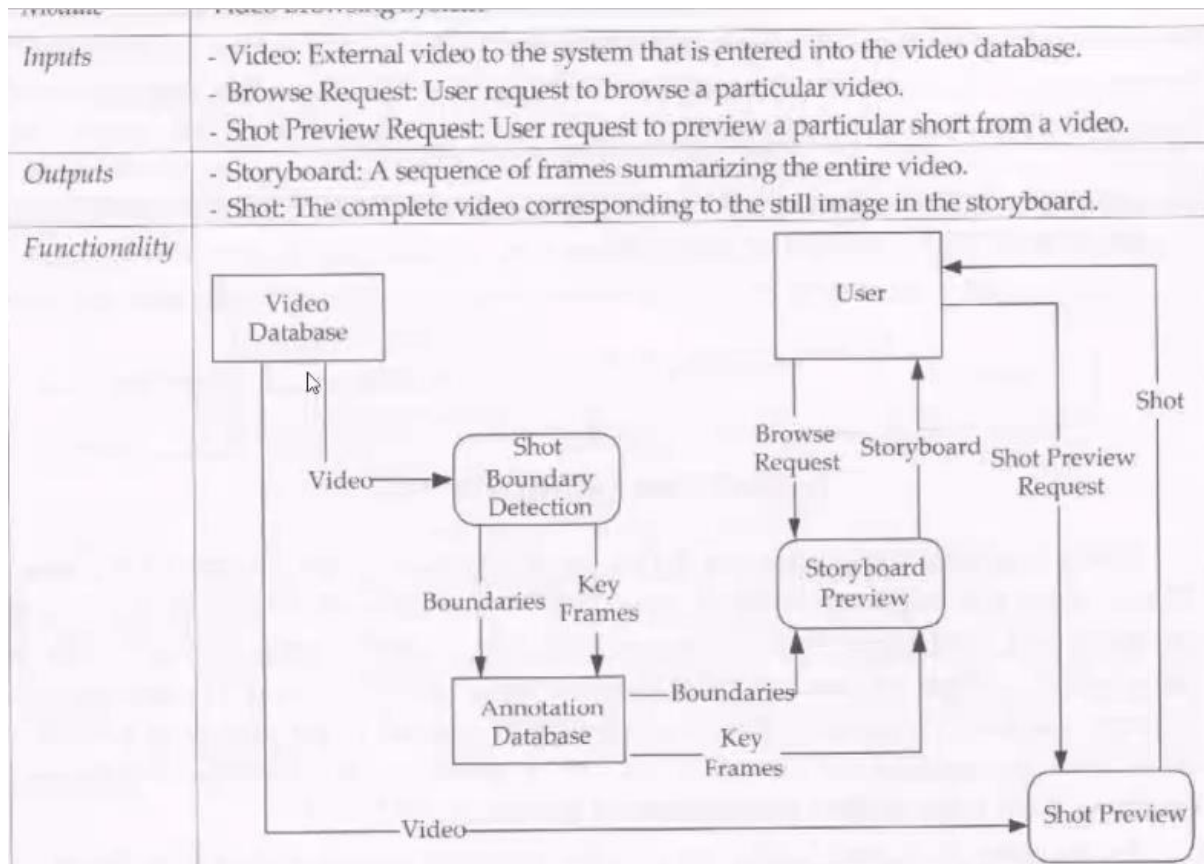 Module Video Browsing System
Inputs - Video: External video to the system that is entered into the video database.
- Browse Request: User request to browse a particular video.
- Shot Preview Request: User request to preview a particular short from a video.
Outputs - Storyboard: A sequence of frames summarizing the entire video.
- Shot: The complete video corresponding to the still image in the storyboard.
Functionality
Video
Database
User
Shot
Browse
Request
Storyboard
Shot Preview
Request
Video
Shot
Boundary
Detection
Boundaries
Key
Frames
Storyboard
Preview
Annotation
Database
Boundaries
Key
Frames
Video
Shot Preview